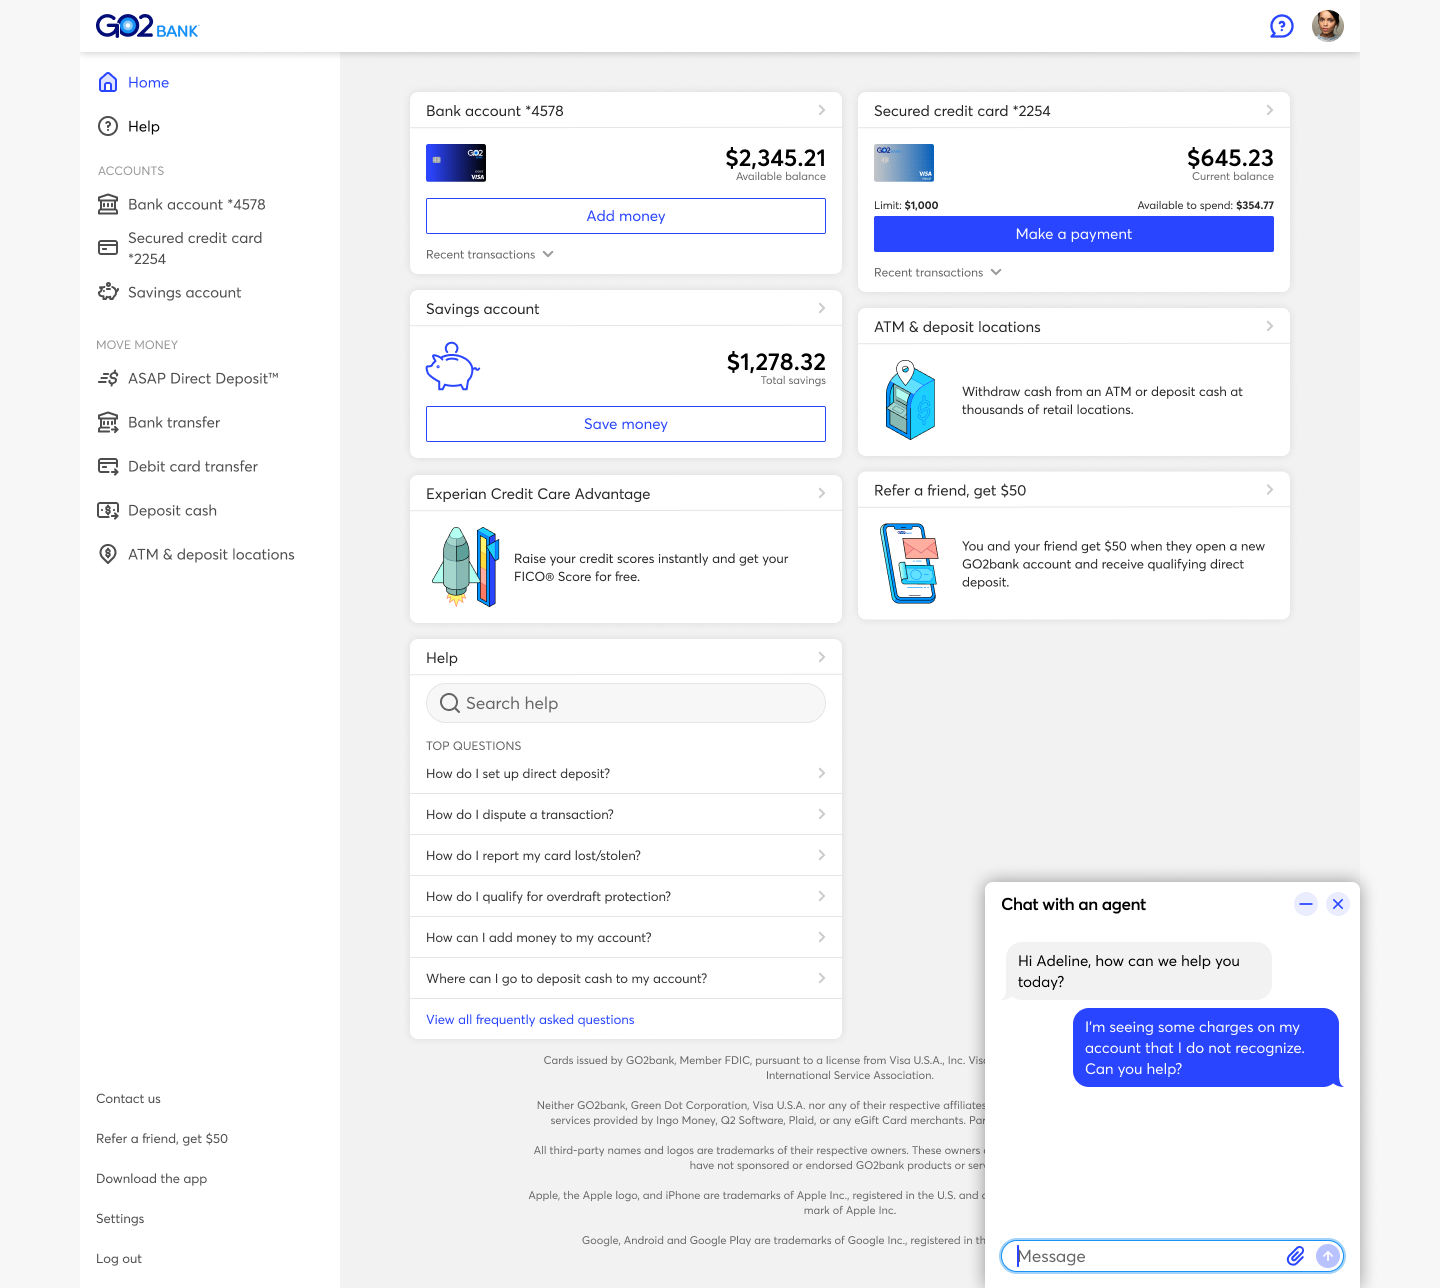 GO2BANK
Home
Help
ACCOUNTS
Bank account *4578
Secured credit card
*2254
Savings account
MOVE MONEY
ASAP Direct Deposit™
Bank transfer
Debit card transfer
Deposit cash
ATM & deposit locations
Contact us
Refer a friend, get $50
Download the app
Settings
Log out
Bank account *4578
GO2
VISA
$2,345.21
Available balance
Add money
Recent transactions
Savings account
$1,278.32
Total savings
Save money
Experian Credit Care Advantage
Raise your credit scores instantly and get your
FICO® Score for free.
Help
Search help
TOP QUESTIONS
How do I set up direct deposit?
How do I dispute a transaction?
How do I report my card lost/stolen?
How do I qualify for overdraft protection?
How can I add money to my account?
Where can I go to deposit cash to my account?
View all frequently asked questions
Secured credit card *2254
GO2BANK
VISA
$645.23
Current balance
Limit: $1,000
Available to spend: $354.77
Make a payment
Recent transactions
ATM & deposit locations
Withdraw cash from an ATM or deposit cash at
thousands of retail locations.
Refer a friend, get $50
You and your friend get $50 when they open a new
GO2bank account and receive qualifying direct
deposit.
Cards issued by GO2bank, Member FDIC, pursuant to a license from Visa U.S.A., Inc. Visa
International Service Association.
Neither GO2bank, Green Dot Corporation, Visa U.S.A. nor any of their respective affiliates
services provided by Ingo Money, Q2 Software, Plaid, or any eGift Card merchants.
All third-party names and logos are trademarks of their respective owners. These owners
have not sponsored or endorsed GO2bank products or
Apple, the Apple logo, and iPhone are trademarks of Apple Inc., registered in the U.S. and
mark of Apple Inc.
Google, Android and Google Play are trademarks of Google Inc., registered in
Chat with an agent
Hi Adeline, how can we help you
today?
I'm seeing some charges on my
account that I do not recognize.
Can you help?
Message